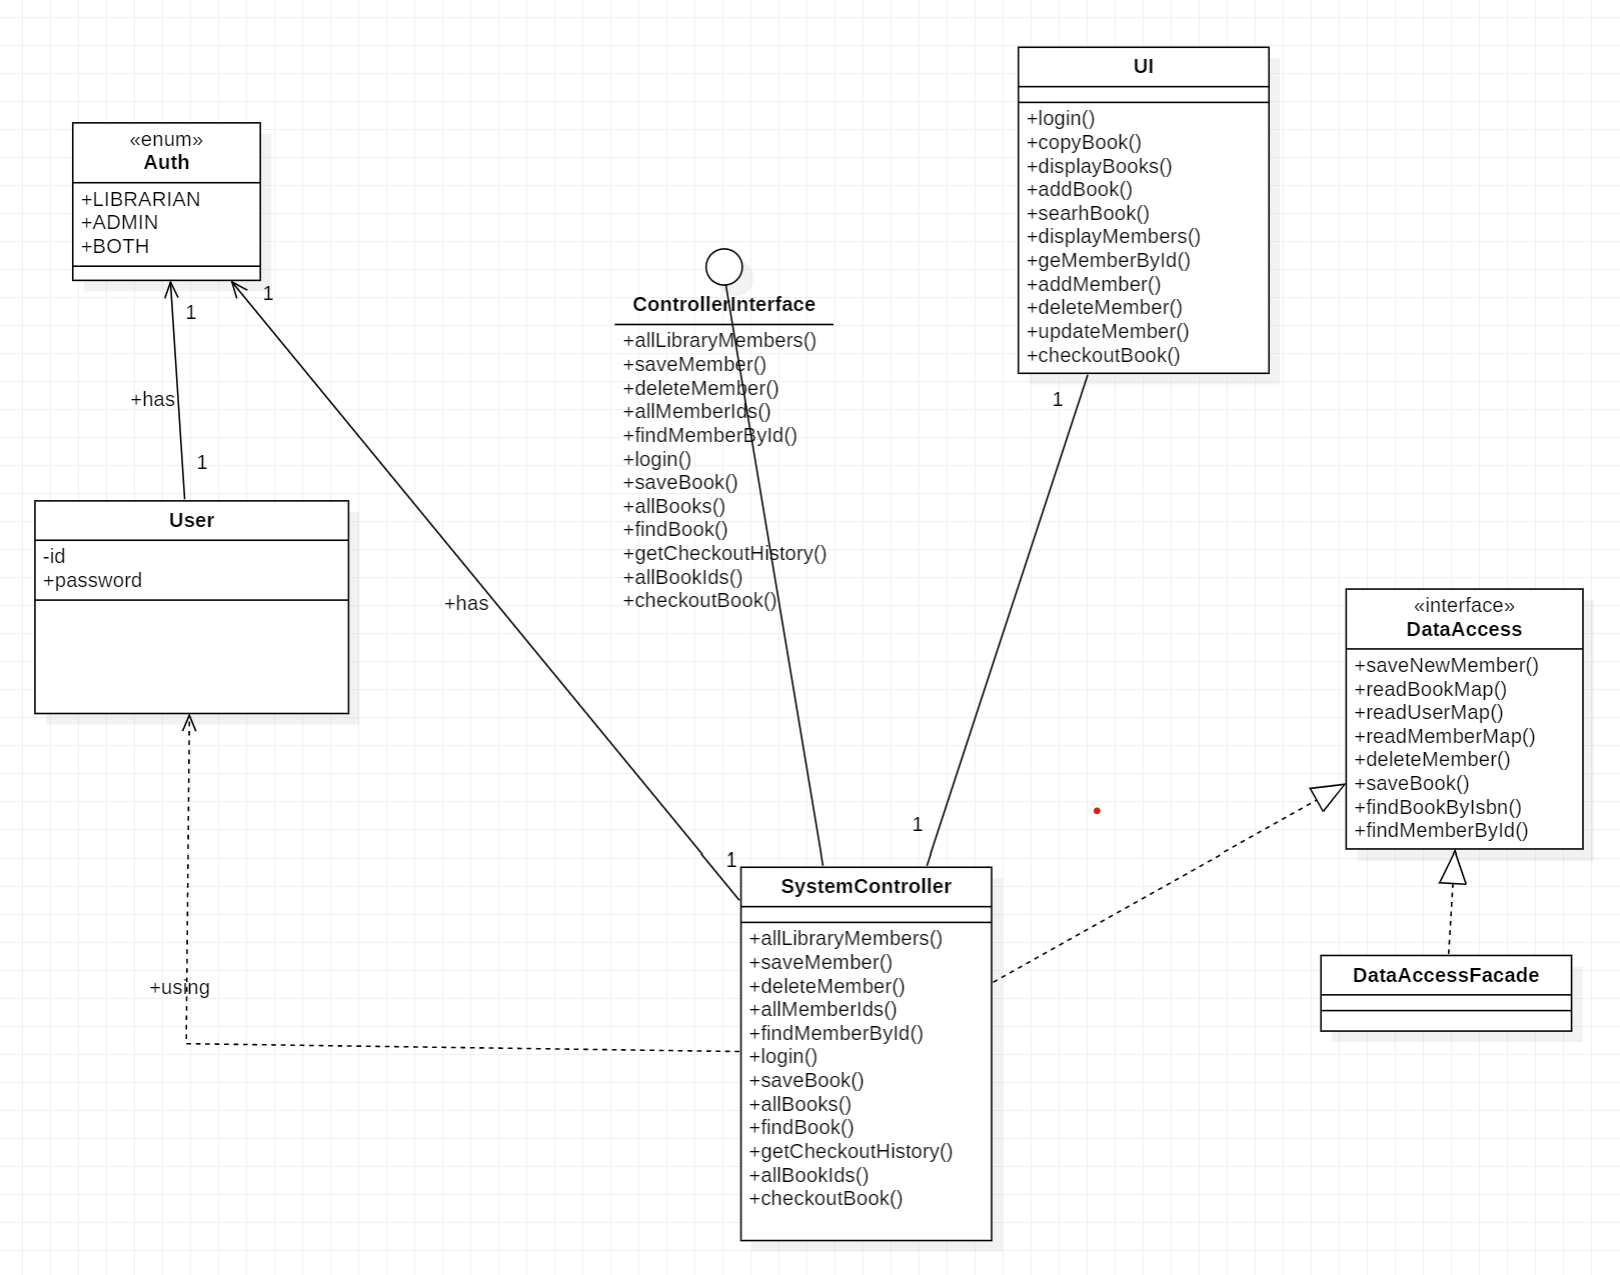 «enum»
Auth
+LIBRARIAN
+ADMIN
+BOTH
1
1
+has
1
User
-id
+password
+has
+using
ControllerInterface
+allLibraryMembers()
+saveMember()
+deleteMember()
+allMemberIds()
+findMemberById()
+login()
+saveBook()
+allBooks()
+findBook()
+getCheckoutHistory()
+allBookIds()
+checkoutBook()
UI
+login()
+copyBook()
+displayBooks()
+addBook()
+searhBook()
+displayMembers()
+geMemberById()
+addMember()
+deleteMember()
+updateMember()
+checkoutBook()
1
1
1
SystemController
+allLibraryMembers()
+saveMember()
+deleteMember()
+allMemberIds()
+findMemberById()
+login()
+saveBook()
+allBooks()
+findBook()
+getCheckoutHistory()
+allBookIds()
+checkoutBook()
«interface»
DataAccess
+saveNewMember()
+readBookMap()
+readUserMap()
+readMemberMap()
+deleteMember()
+saveBook()
+findBookByIsbn()
+findMemberById()
DataAccessFacade